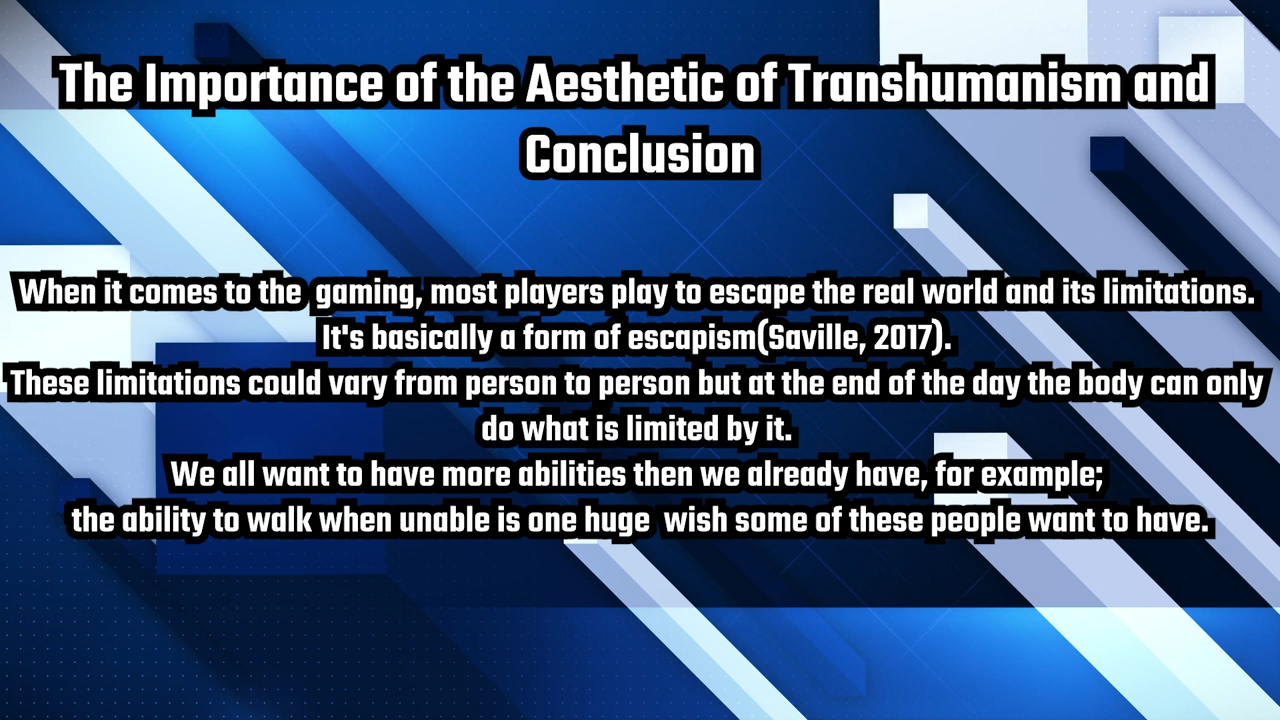 The Importance of the Aesthetic of Transhumanism and
Conclusion
When it comes to the  gaming, most players play to escape the real world and its limitations.
It's basically a form of escapism(Saville, 2017).
These limitations could vary from person to person but at the end of the day the body can only
do what is limited by it.
We all want to have more abilities then we already have, for example;
the ability to walk when unable is one huge  wish some of these people want to have.